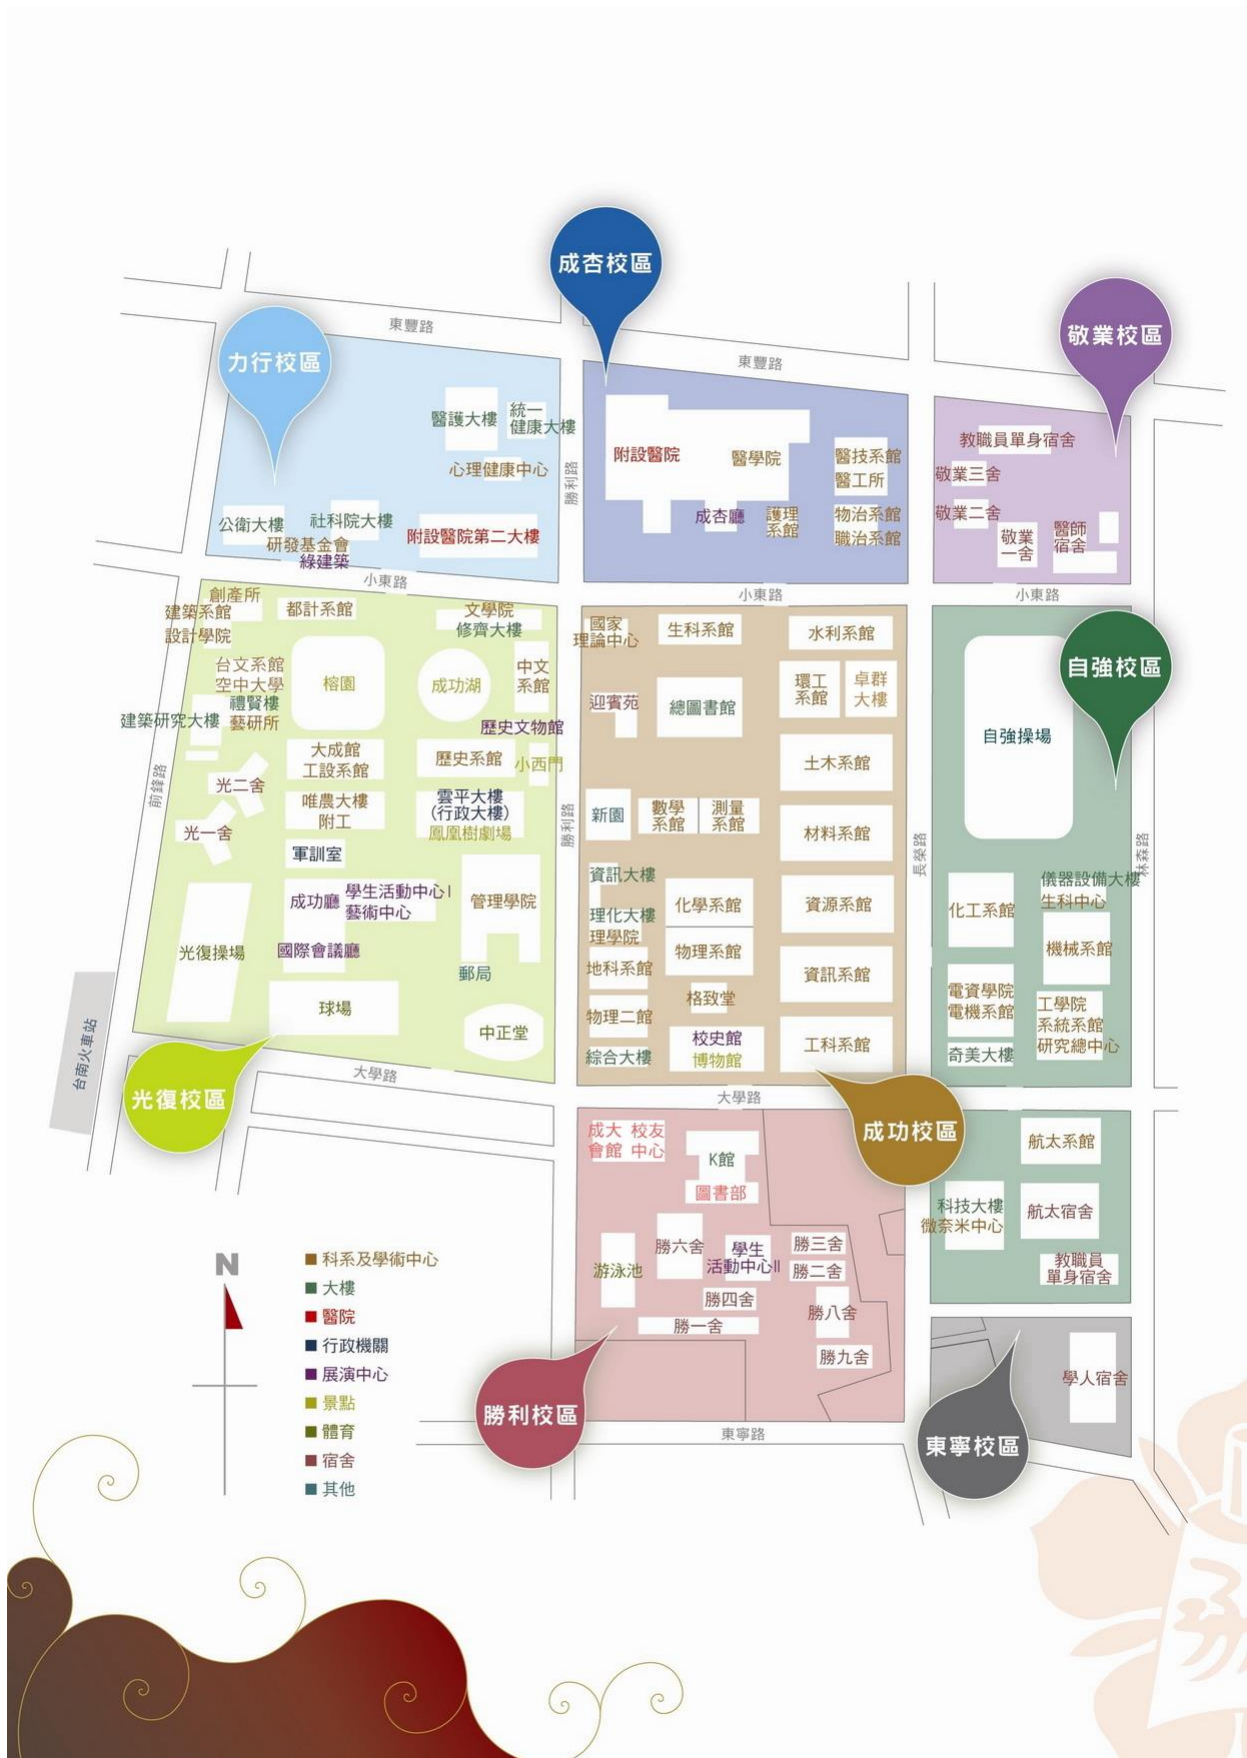 成杏校區
力行校區
敬業校區
東豐路
東豐路
醫護大樓
統一
健康大樓
心理健康中心
公衛大樓
社科院大樓
研發基金會
綠建築
附設醫院第二大樓
勝利路
附設醫院
醫學院
成杏廳
護理
系館
醫技系館
醫工所
物治系館
職治系館
教職員單身宿舍
敬業三舍
敬業二舍
敬業
一舍
醫師
宿舍
小東路
小東路
小東路
創產所
建築系館
設計學院
都計系館
文學院
修齊大樓
台文系館
空中大學
禮賢樓
藝研所
建築研究大樓
榕園
成功湖
中文
系館
歷史文物館
大成館
工設系館
歷史系館
小西門
光二舍
光一舍
唯農大樓
附工
雲平大樓
(行政大樓)
鳳凰樹劇場
軍訓室
成功廳
學生活動中心I
藝術中心
管理學院
國際會議廳
光復操場
郵局
球場
中正堂
前鋒路
勝利路
台南火車站
光復校區
大學路
國家
理論中心
生科系館
水利系館
迎賓苑
總圖書館
環工
系館
卓群
大樓
土木系館
新園
數學
系館
測量
系館
材料系館
資訊大樓
理化大樓
理學院
化學系館
資源系館
地科系館
物理系館
資訊系館
格致堂
物理二館
校史館
博物館
綜合大樓
工科系館
長榮路
大學路
成功校區
自強校區
自強操場
林森路
儀器設備大樓
生科中心
化工系館
機械系館
電資學院
電機系館
工學院
系統系館
研究總中心
奇美大樓
航太系館
科技大樓
微奈米中心
航太宿舍
教職員
單身宿舍
成大
會館
校友
中心
K館
圖書部
勝六舍
學生
活動中心II
勝三舍
勝二舍
游泳池
勝四舍
勝一舍
勝八舍
勝九舍
勝利校區
東寧路
東寧校區
學人宿舍
N
科系及學術中心
大樓
醫院
行政機關
展演中心
景點
體育
宿舍
其他